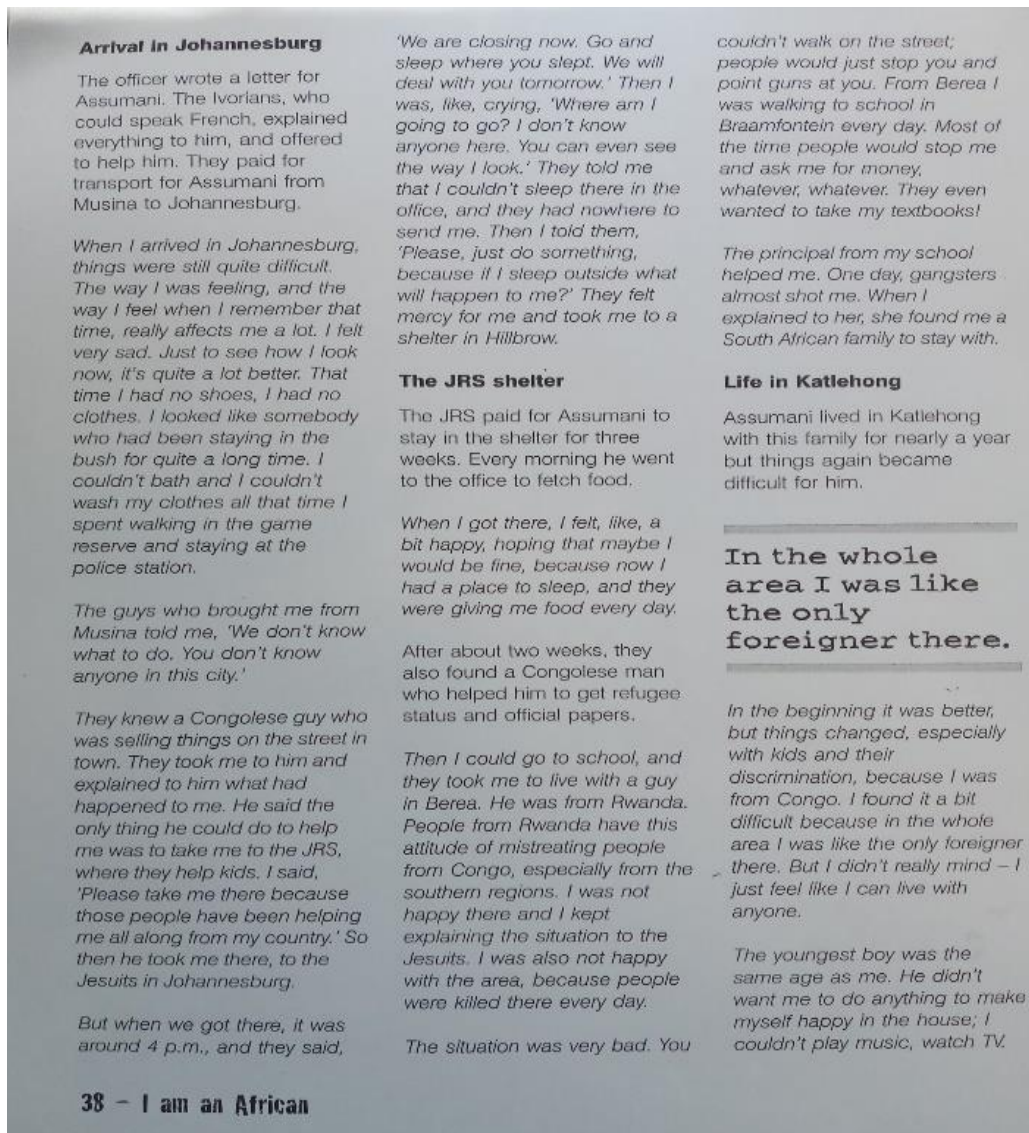 Arrival in Johannesburg
The officer wrote a letter for
Assumani. The Ivorians, who
could speak French, explained
everything to him, and offered
to help him. They paid for
transport for Assumani from
Musina to Johannesburg.
When I arrived in Johannesburg,
things were still quite difficult.
The way I was feeling, and the
way I feel when I remember that
time, really affects me a lot. I felt
very sad. Just to see how I look
now, it's quite a lot better. That
time I had no shoes, I had no
clothes. I looked like somebody
who had been staying in the
bush for quite a long time. I
couldn't bath and I couldn't
wash my clothes all that time I
spent walking in the game
reserve and staying at the
police station.
The guys who brought me from
Musina told me, 'We don't know
what to do. You don't know
anyone in this city.'
They knew a Congolese guy who
was selling things on the street in
town. They took me to him and
explained to him what had
happened to me. He said the
only thing he could do to help
me was to take me to the JRS,
where they help kids. I said,
'Please take me there because
those people have been helping
me all along from my country.' So
then he took me there, to the
Jesuits in Johannesburg.
But when we got there, it was
around 4 p.m., and they said,
'We are closing now. Go and
sleep where you slept. We will
deal with you tomorrow.' Then I
was, like, crying, 'Where am I
going to go? I don't know
anyone here. You can even see
the way I look.' They told me
that I couldn't sleep there in the
office, and they had nowhere to
send me. Then I told them,
'Please, just do something,
because if I sleep outside what
will happen to me?' They felt
mercy for me and took me to a
shelter in Hillbrow.
The JRS shelter
The JRS paid for Assumani to
stay in the shelter for three
weeks. Every morning he went
to the office to fetch food.
When I got there, I felt, like, a
bit happy, hoping that maybe I
would be fine, because now I
had a place to sleep, and they
were giving me food every day.
After about two weeks, they
also found a Congolese man
who helped him to get refugee
status and official papers.
Then I could go to school, and
they took me to live with a guy
in Berea. He was from Rwanda.
People from Rwanda have this
attitude of mistreating people
from Congo, especially from the
southern regions. I was not
happy there and I kept
explaining the situation to the
Jesuits. I was also not happy
with the area, because people
were killed there every day.
The situation was very bad. You
couldn't walk on the street;
people would just stop you and
point guns at you. From Berea I
was walking to school in
Braamfontein every day. Most of
the time people would stop me
and ask me for money,
whatever, whatever. They even
wanted to take my textbooks!
The principal from my school
helped me. One day, gangsters
almost shot me. When I
explained to her, she found me a
South African family to stay with.
Life in Katlehong
Assumani lived in Katlehong
with this family for nearly a year
but things again became
difficult for him.
In the whole
area I was like
the only
foreigner there.
In the beginning it was better,
but things changed, especially
with kids and their
discrimination, because I was
from Congo. I found it a bit
difficult because in the whole
area I was like the only foreigner
there. But I didn't really mind – I
just feel like I can live with
anyone.
The youngest boy was the
same age as me. He didn't
want me to do anything to make
myself happy in the house; I
couldn't play music, watch TV.
38 – I am an African